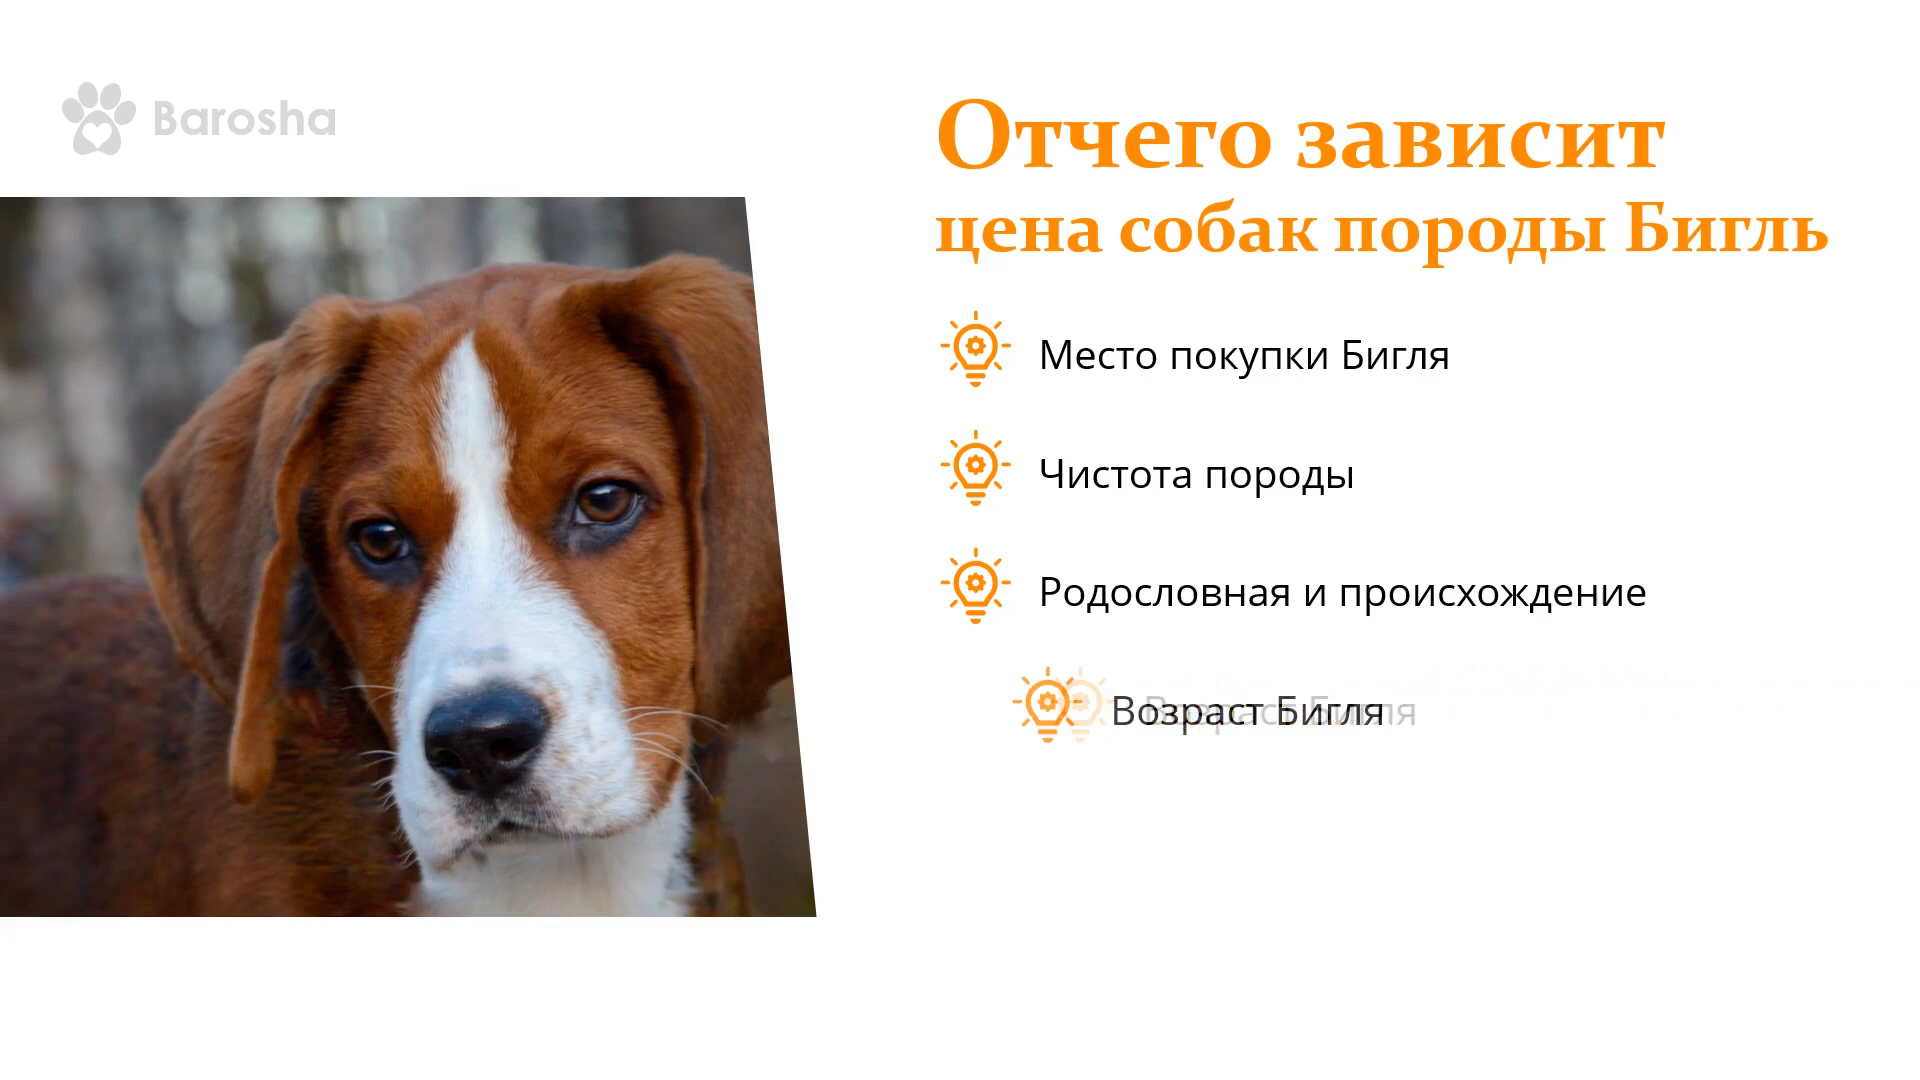 Barosha
Отчего зависит
цена собак породы Бигль
Место покупки Бигля
Чистота породы
Родословная и происхождение
Возраст Бигля